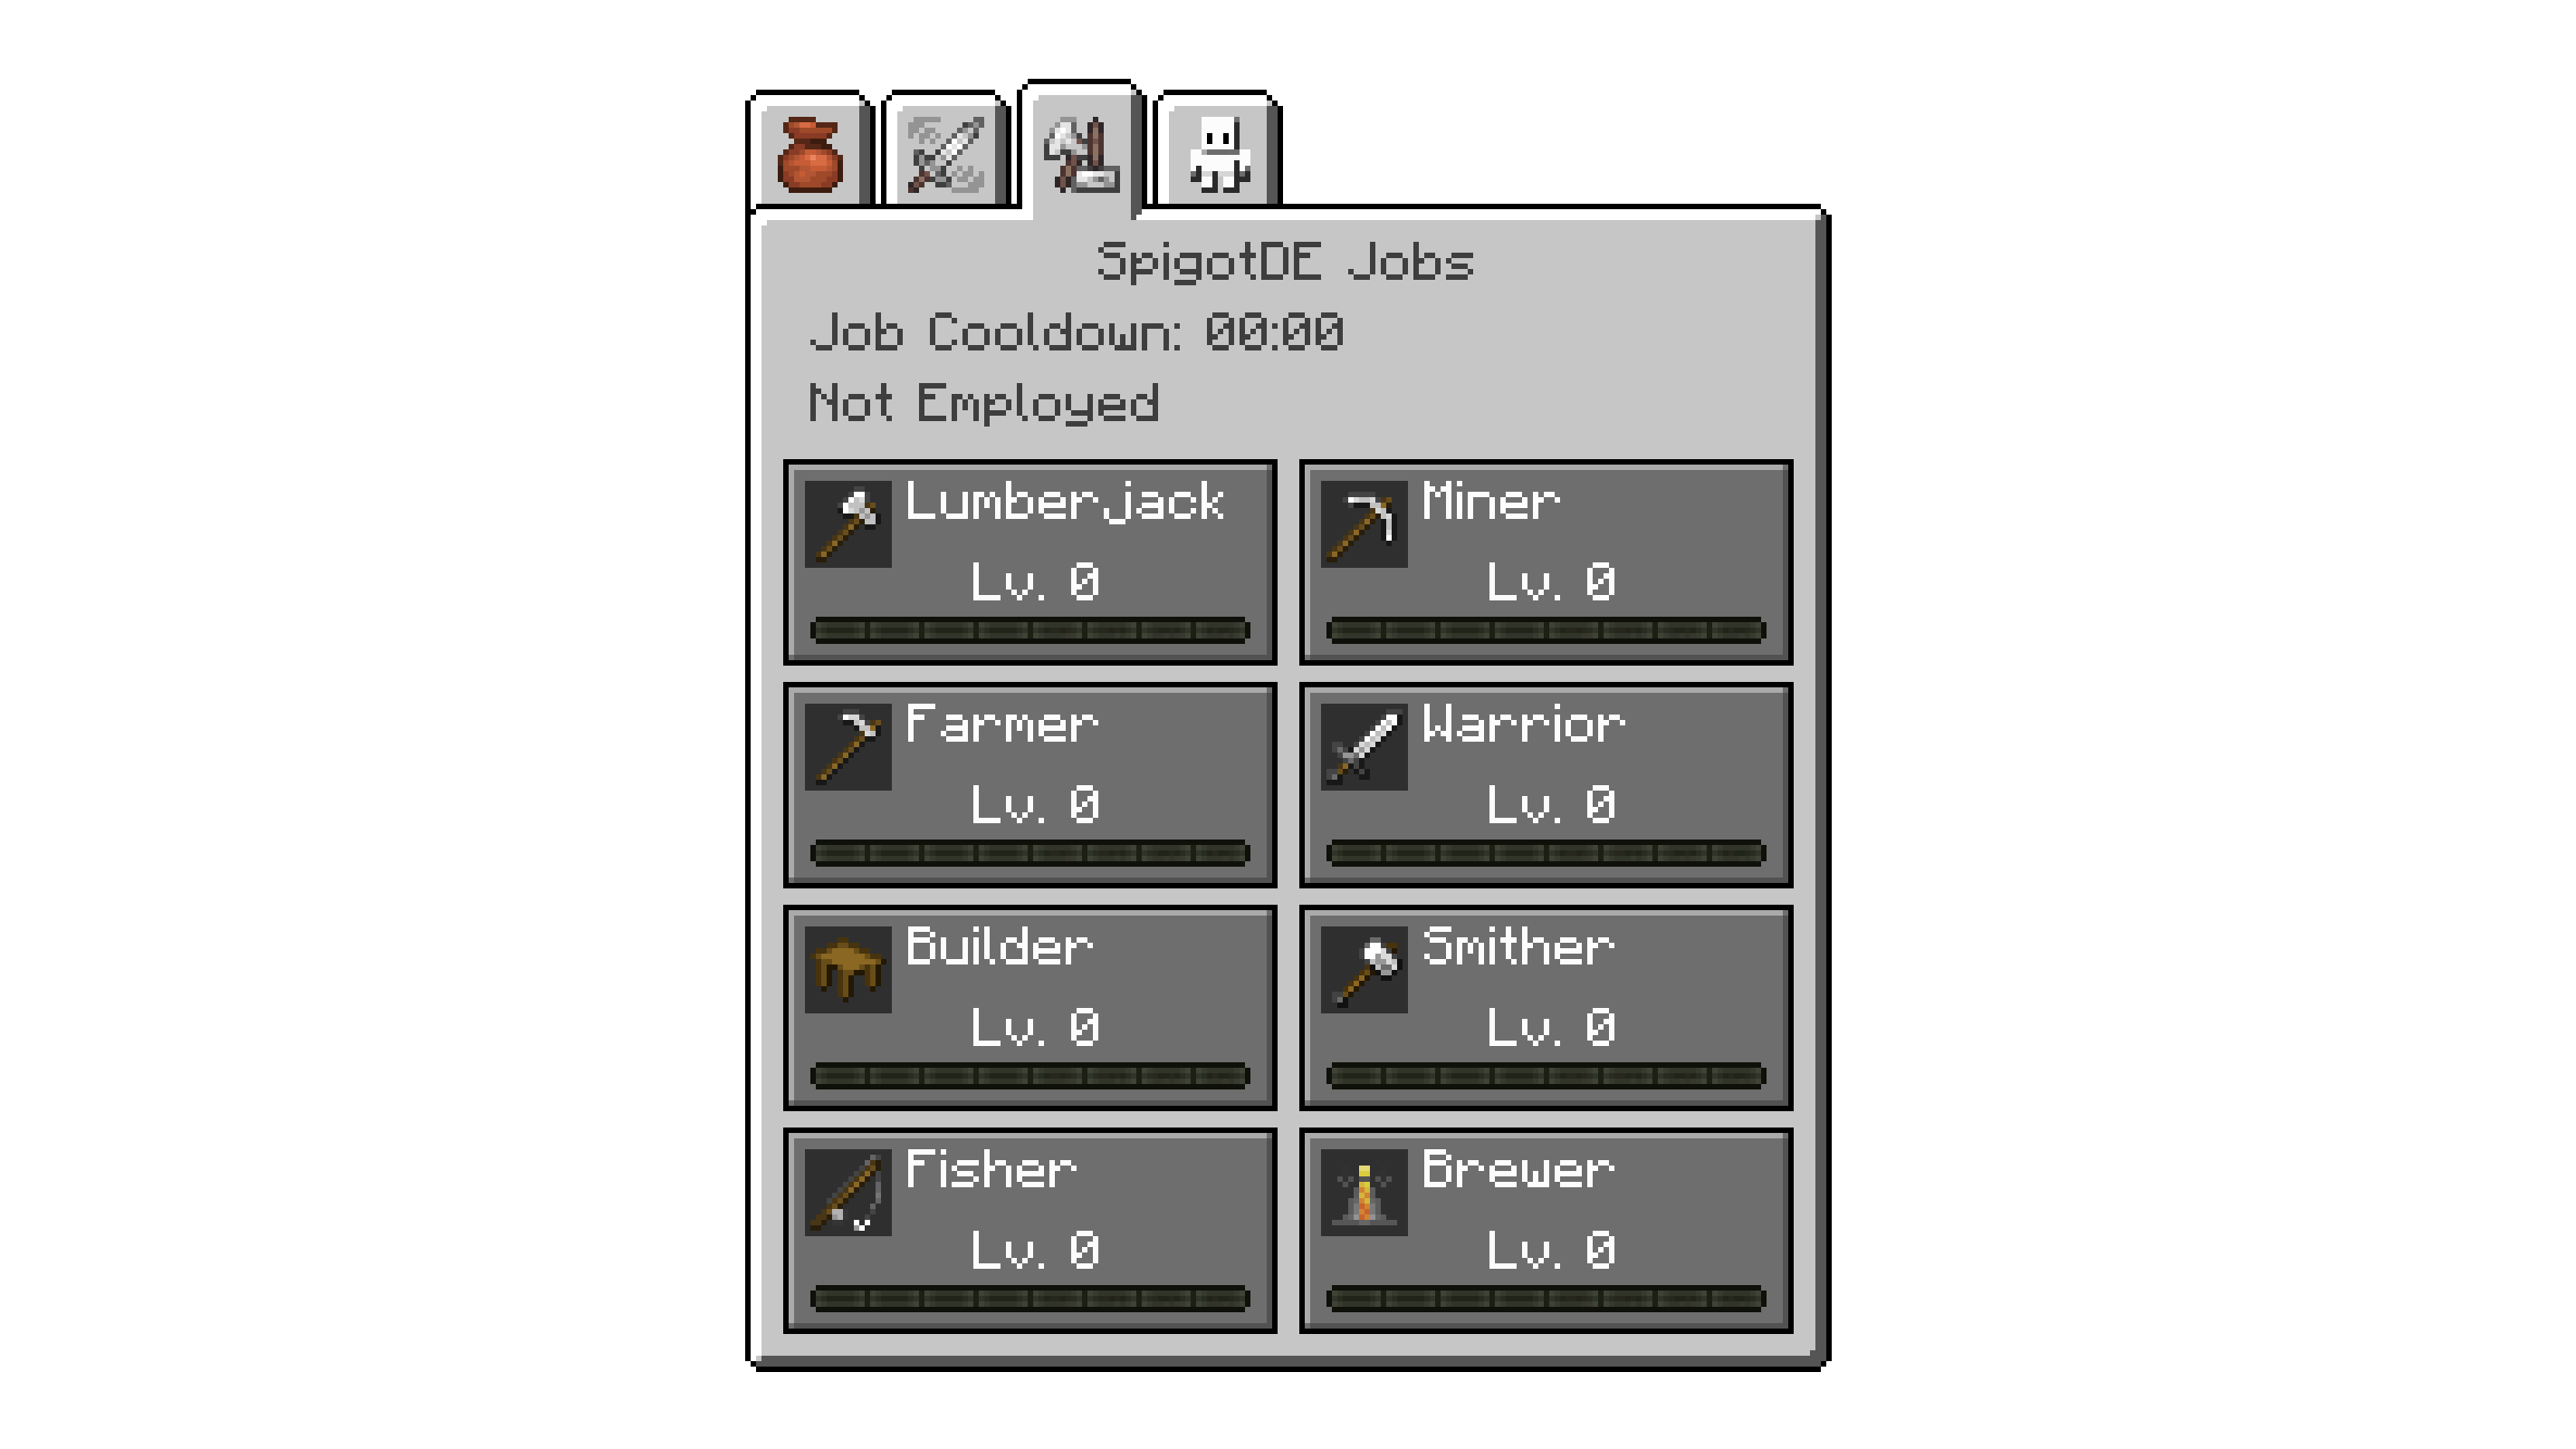 SpigotDE Jobs
Job Cooldown: 00:00
Not Employed
Lumberjack
Lv. 0
Miner
Lv. 0
Farmer
Lv. 0
Warrior
Lv. 0
Builder
Lv. 0
Smither
Lv. 0
Fisher
Lv. 0
Brewer
Lv. 0